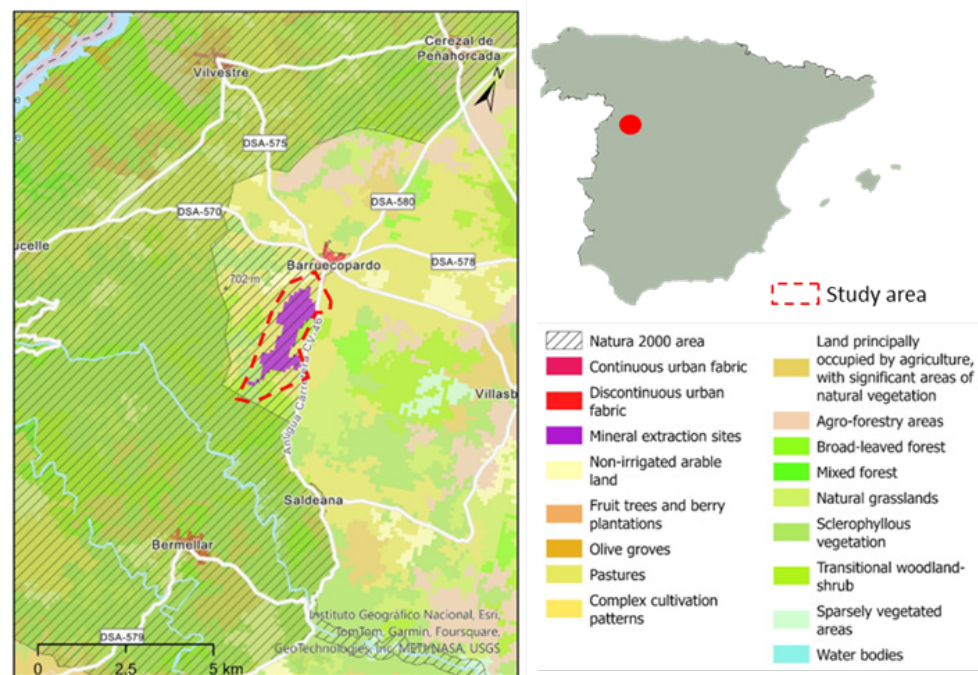 Cerezal de
Peñahorcada
Vilvestre
N
DSA-575
DSA-570
DSA-580
ucelle
Barruecopardo
DSA-578
702 m
Antigua Carretera CV-46
Villasb
Saldeana
Bermellar
DSA-579
Instituto Geográfico Nacional, Esri,
TomTom, Garmin, Foursquare,
GeoTechnologies, Inc, METI/NASA, USGS
0 2.5 5 km
Study area
Natura 2000 area
Continuous urban fabric
Discontinuous urban
fabric
Mineral extraction sites
Non-irrigated arable
land
Fruit trees and berry
plantations
Olive groves
Pastures
Complex cultivation
patterns
Land principally
occupied by agriculture,
with significant areas of
natural vegetation
Agro-forestry areas
Broad-leaved forest
Mixed forest
Natural grasslands
Sclerophyllous
vegetation
Transitional woodland-
shrub
Sparsely vegetated
areas
Water bodies